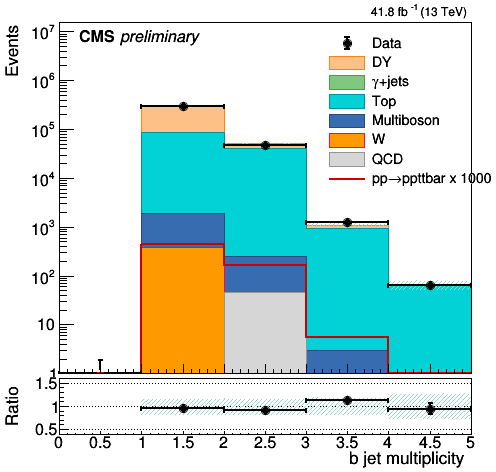 41.8 fb⁻¹ (13 TeV)
CMS preliminary
Events
10⁷
10⁶
10⁵
10⁴
10³
10²
10
1
Data
DY
γ+jets
Top
Multiboson
W
QCD
pp→ppttbar x 1000
Ratio
1.5
1
0.5
0 0.5 1 1.5 2 2.5 3 3.5 4 4.5 5
b jet multiplicity